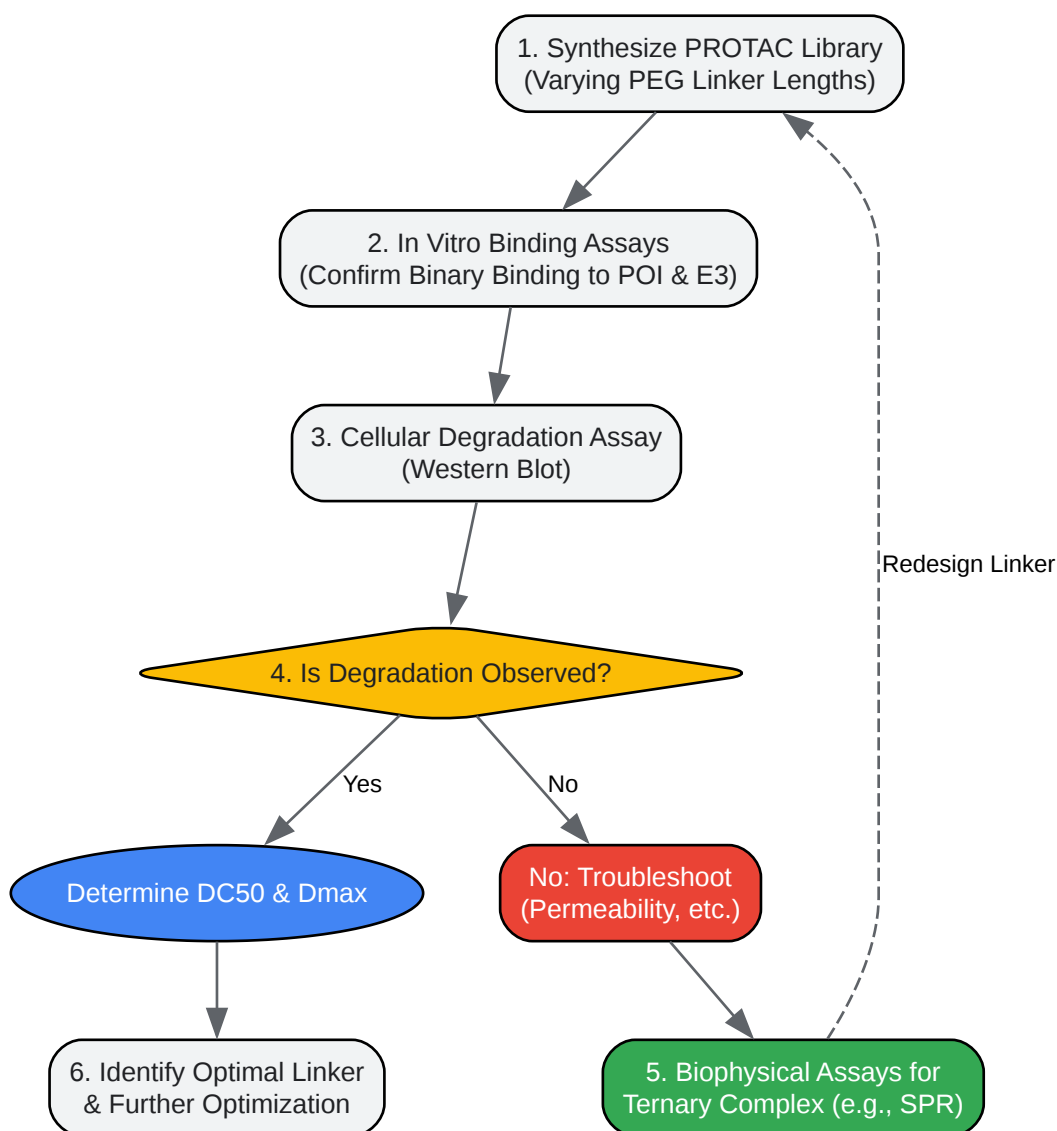 1. Synthesize PROTAC Library
(Varying PEG Linker Lengths)
2. In Vitro Binding Assays
(Confirm Binary Binding to POI & E3)
3. Cellular Degradation Assay
(Western Blot)
Redesign Linker
4. Is Degradation Observed?
Yes
No
Determine DC50 & Dmax
No: Troubleshoot
(Permeability, etc.)
6. Identify Optimal Linker
& Further Optimization
5. Biophysical Assays for
Ternary Complex (e.g., SPR)